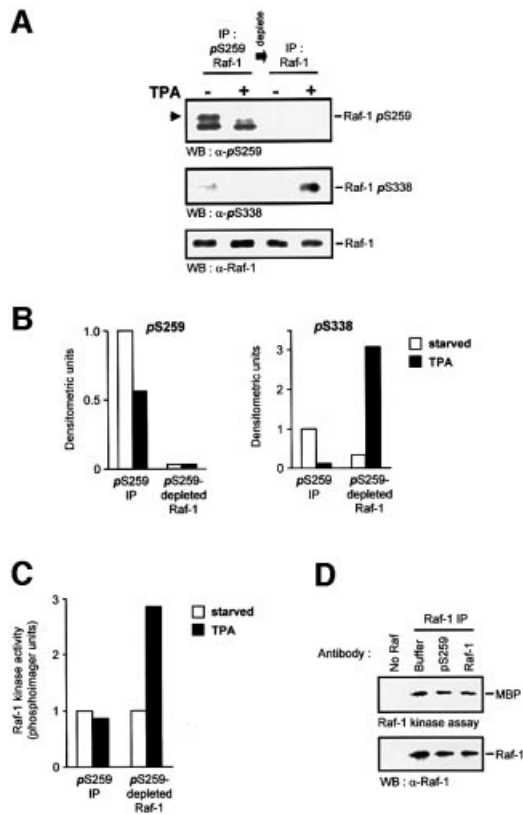 A
IP :
pS259
Raf-1
deplete
IP :
Raf-1
TPA - + - +
Raf-1 pS259
WB : α-pS259
Raf-1 pS338
WB : α-pS338
Raf-1
WB : α-Raf-1
B
pS259
Densitometric units
1.0
0.5
0
pS259
IP
pS259-
depleted
Raf-1
pS338
Densitometric units
3
2
1
0
pS259
IP
pS259-
depleted
Raf-1
starved
TPA
C
Raf-1 kinase activity
(phosphoimager units)
3
2
1
0
pS259
IP
pS259-
depleted
Raf-1
starved
TPA
D
Raf-1 IP
Antibody : No Raf Buffer pS259 Raf-1
MBP
Raf-1 kinase assay
Raf-1
WB : α-Raf-1